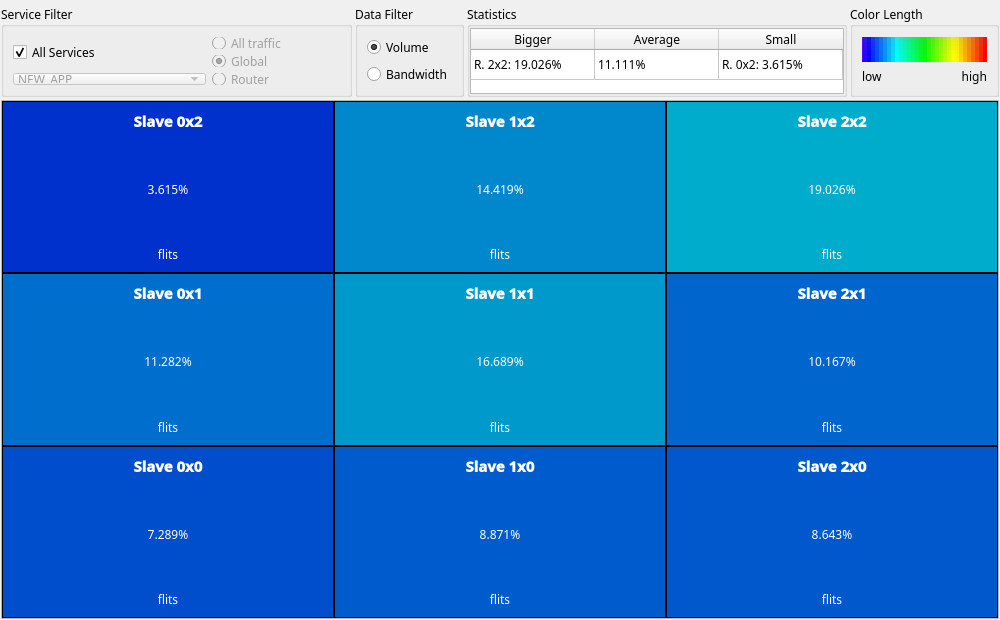 Service Filter
All Services
NEW_APP
All traffic
Global
Router
Data Filter
Volume
Bandwidth
Statistics
Bigger Average Small
R. 2x2: 19.026% 11.111% R. 0x2: 3.615%
Color Length
low high
Slave 0x2 Slave 1x2 Slave 2x2
3.615% 14.419% 19.026%
flits flits flits
Slave 0x1 Slave 1x1 Slave 2x1
11.282% 16.689% 10.167%
flits flits flits
Slave 0x0 Slave 1x0 Slave 2x0
7.289% 8.871% 8.643%
flits flits flits